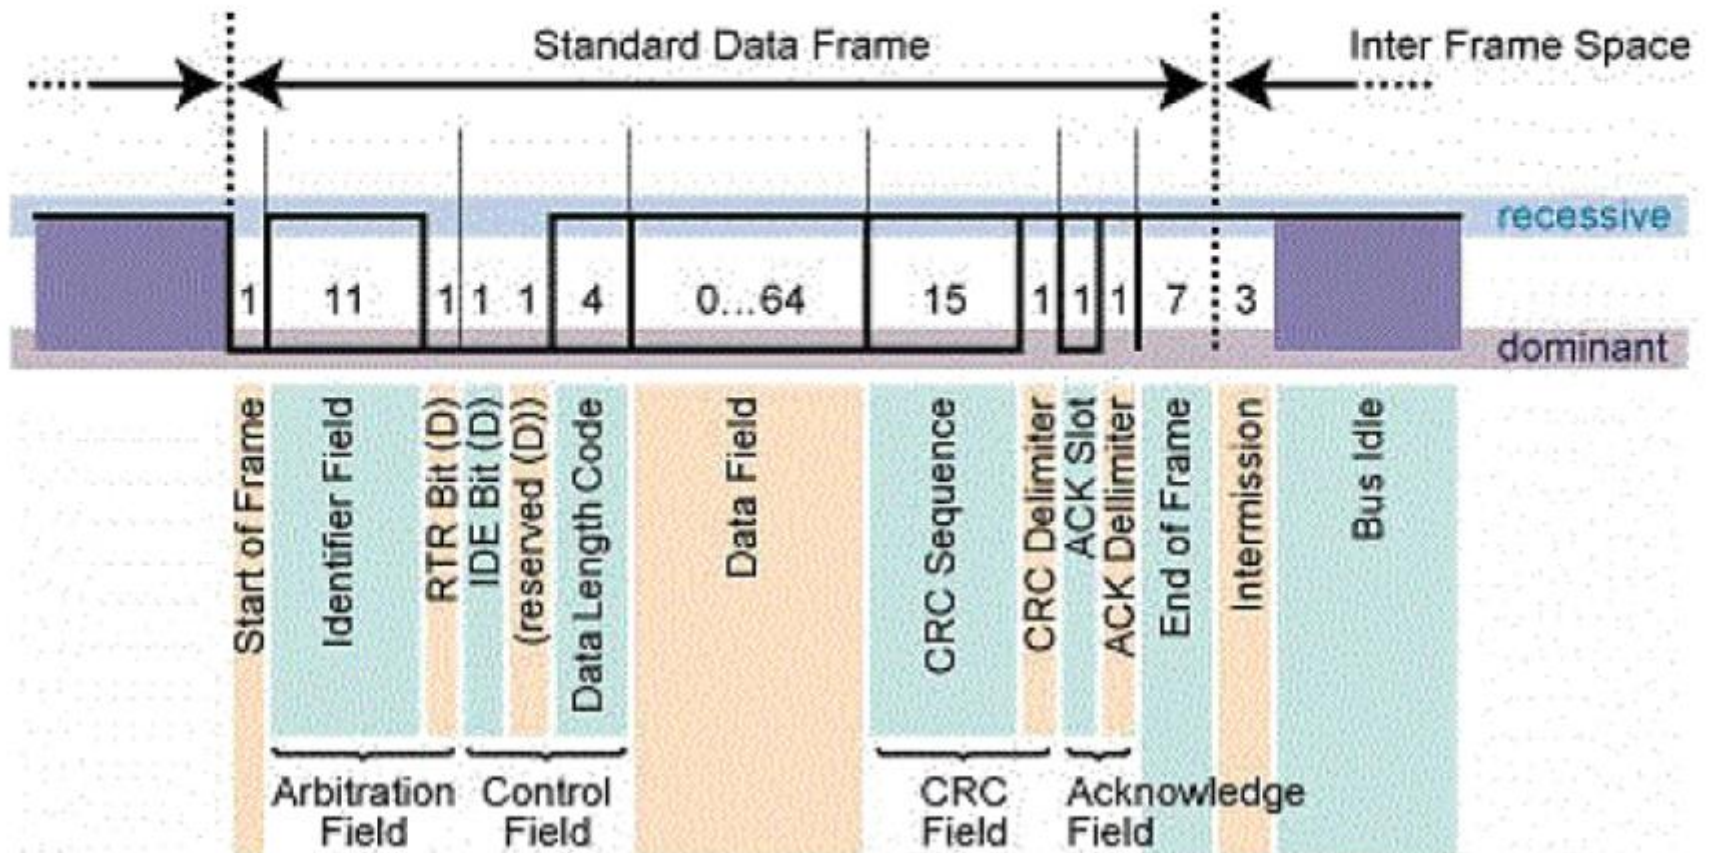 Standard Data Frame
Inter Frame Space
recessive
1 11 1 1 1 4 0...64 15 1 1 1 7 3
dominant
Start of Frame
Identifier Field
RTR Bit (D)
IDE Bit (D)
(reserved (D))
Data Length Code
Data Field
CRC Sequence
CRC Delimiter
ACK Slot
ACK Delimiter
End of Frame
Intermission
Bus Idle
Arbitration
Field
Control
Field
CRC
Field
Acknowledge
Field